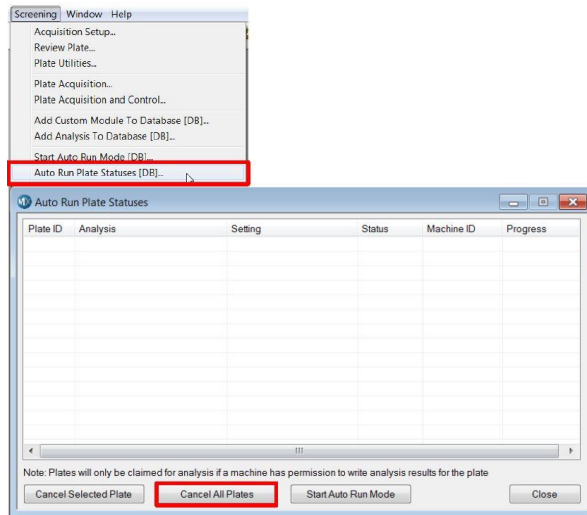 Screening Window Help
Acquisition Setup...
Review Plate...
Plate Utilities...
Plate Acquisition...
Plate Acquisition and Control...
Add Custom Module To Database [DB]...
Add Analysis To Database [DB]...
Start Auto Run Mode [DB]...
Auto Run Plate Statuses [DB]...
Auto Run Plate Statuses
Plate ID Analysis Setting Status Machine ID Progress
Note: Plates will only be claimed for analysis if a machine has permission to write analysis results for the plate
Cancel Selected Plate Cancel All Plates Start Auto Run Mode Close